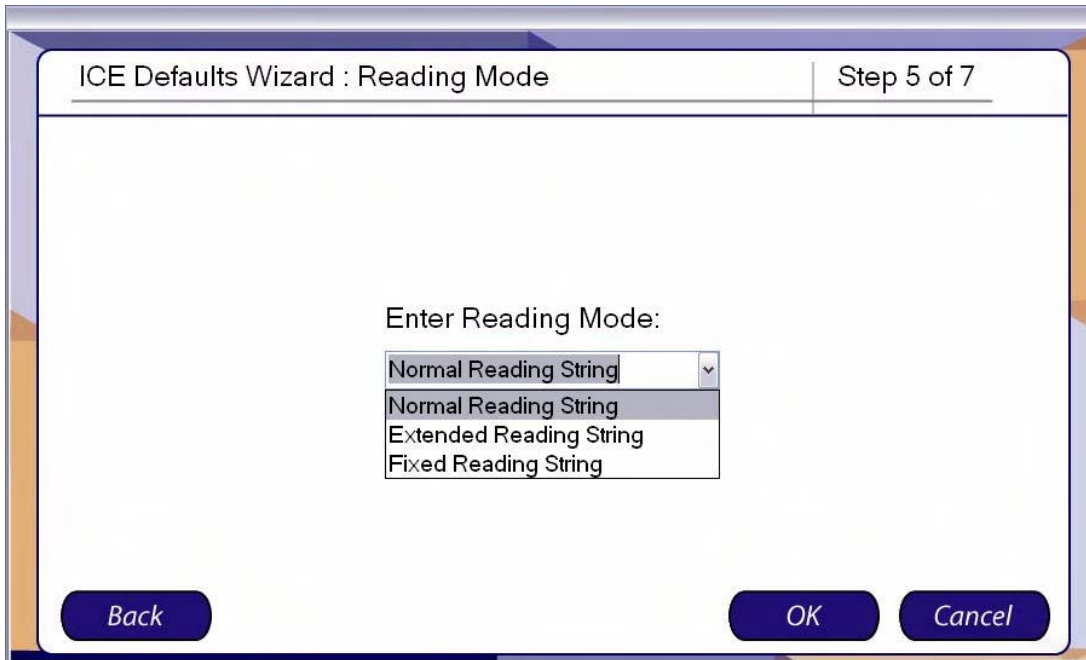 ICE Defaults Wizard : Reading Mode
Step 5 of 7
Enter Reading Mode:
Normal Reading String
Normal Reading String
Extended Reading String
Fixed Reading String
Back
OK
Cancel